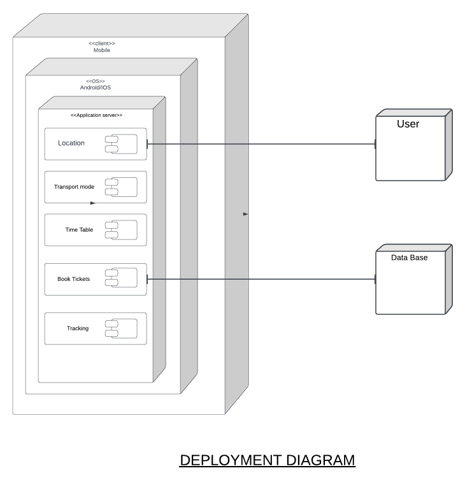 <<client>>
Mobile
<<OS>>
Android/IOS
<<Application server>>
Location
Transport mode
Time Table
Book Tickets
Tracking
User
Data Base
DEPLOYMENT DIAGRAM